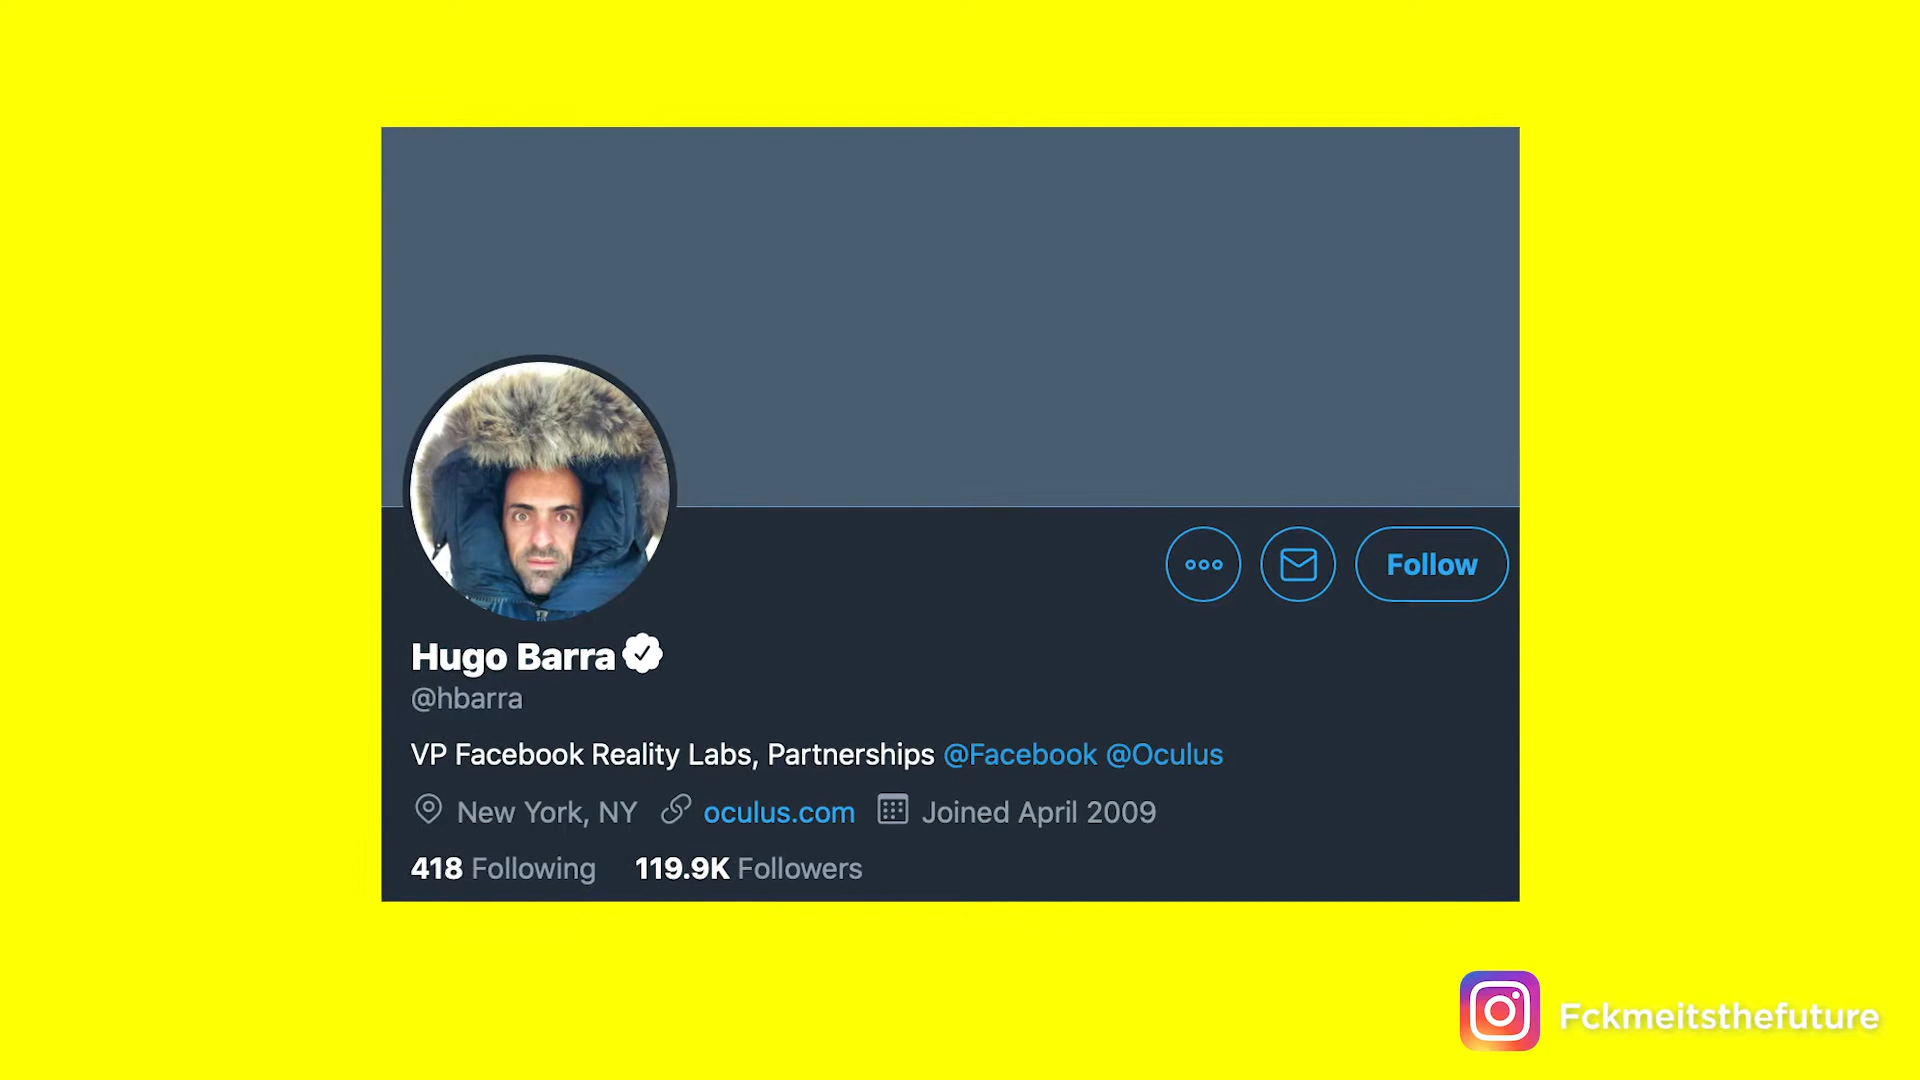 Follow
Hugo Barra
@hbarra
VP Facebook Reality Labs, Partnerships @Facebook @Oculus
New York, NY oculus.com Joined April 2009
418 Following 119.9K Followers
Fckmeitsthefuture